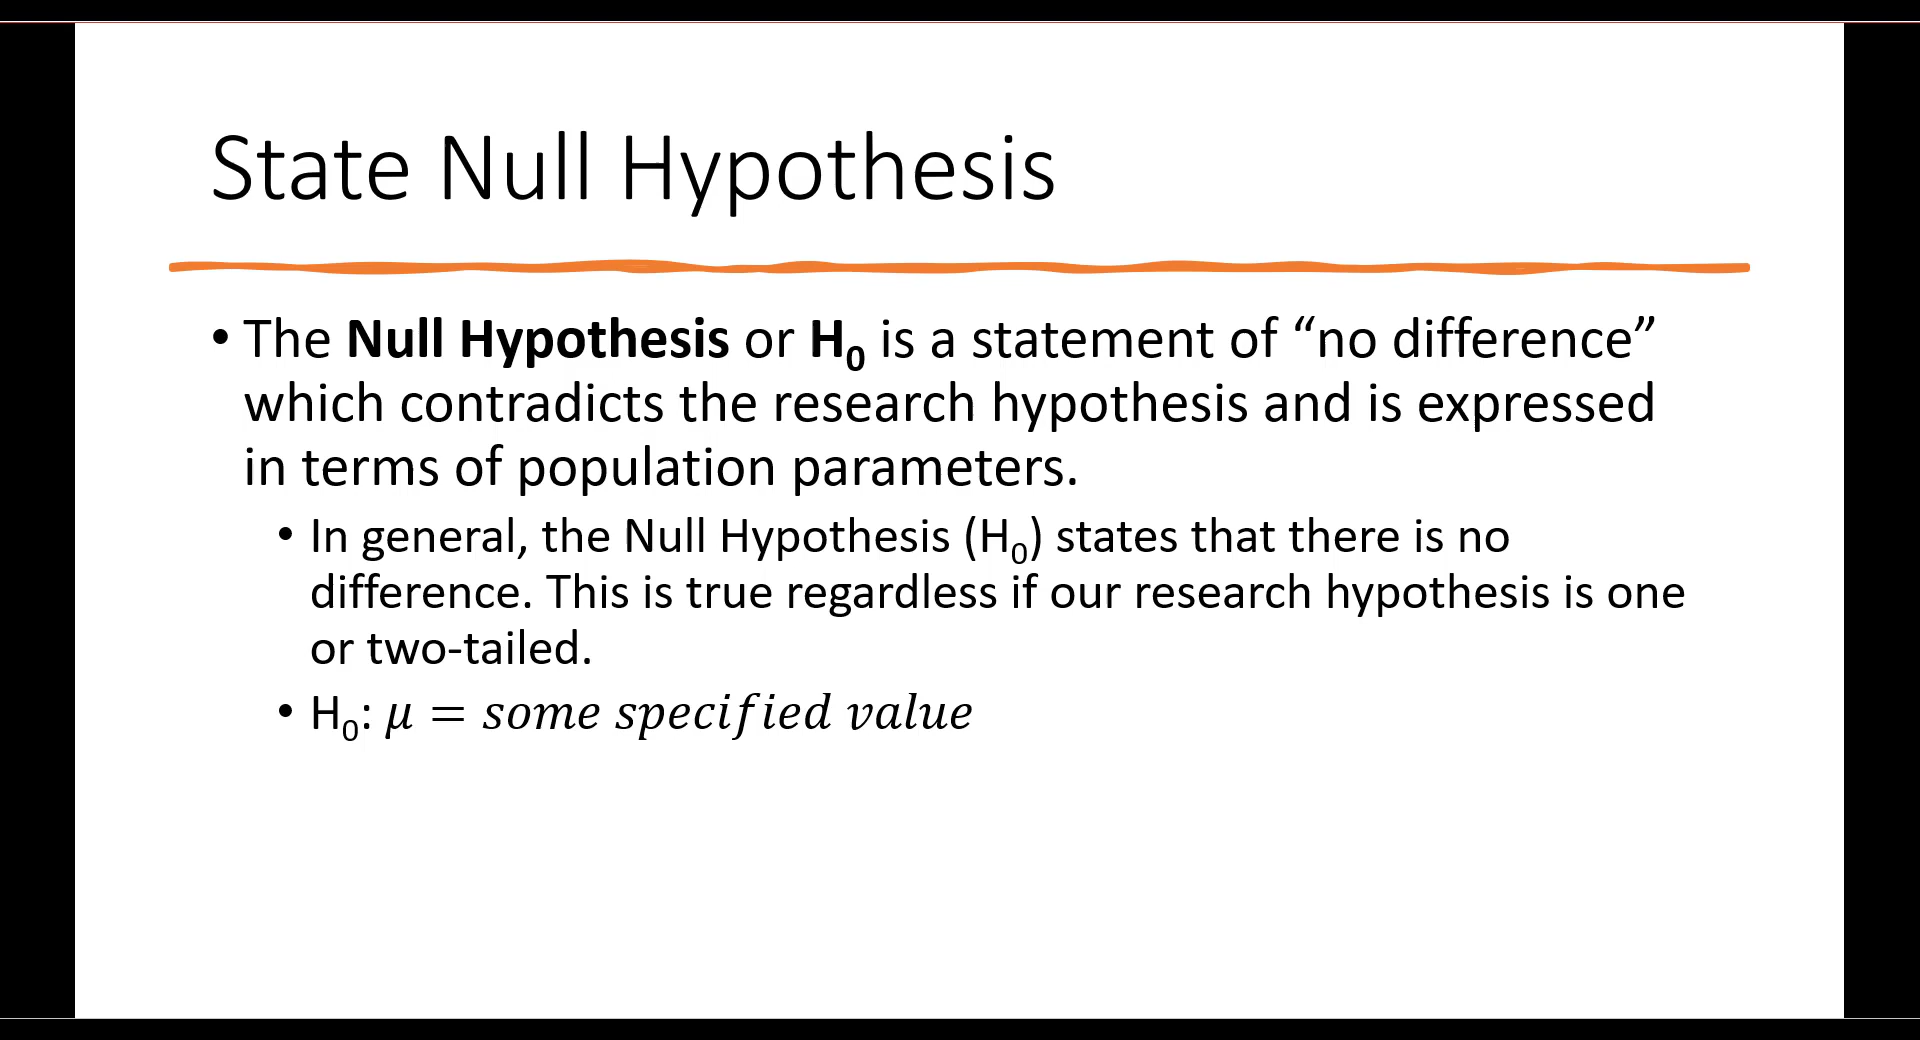 State Null Hypothesis
• The Null Hypothesis or H₀ is a statement of “no difference”
which contradicts the research hypothesis and is expressed
in terms of population parameters.
• In general, the Null Hypothesis (H₀) states that there is no
difference. This is true regardless if our research hypothesis is one
or two-tailed.
• H₀: μ = some specified value